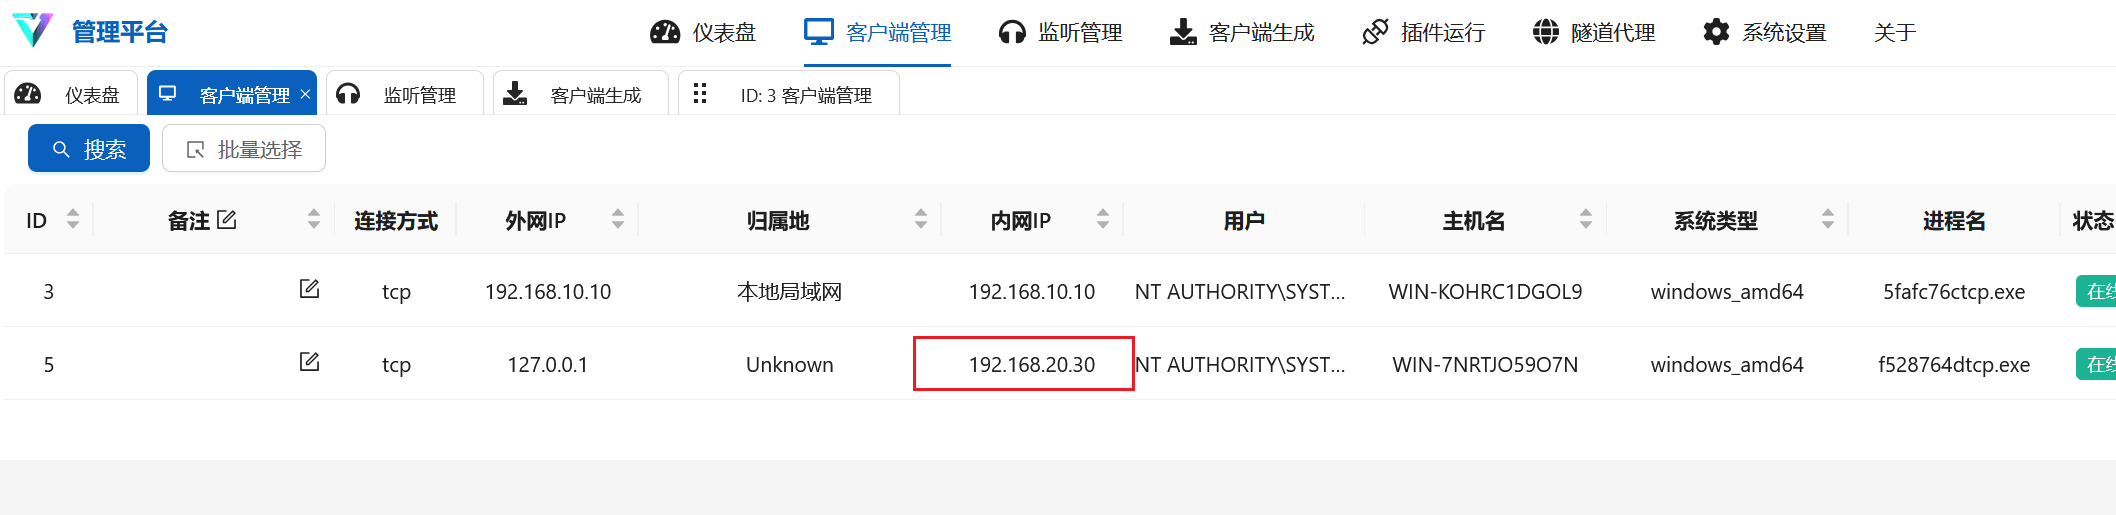 管理平台 仪表盘 客户端管理 监听管理 客户端生成 插件运行 隧道代理 系统设置 关于
仪表盘 客户端管理 × 监听管理 客户端生成 ID: 3 客户端管理
搜索 批量选择
ID 备注 连接方式 外网IP 归属地 内网IP 用户 主机名 系统类型 进程名 状态
3 tcp 192.168.10.10 本地局域网 192.168.10.10 NT AUTHORITY\SYST... WIN-KOHRC1DGOL9 windows_amd64 5fafc76ctcp.exe 在线
5 tcp 127.0.0.1 Unknown 192.168.20.30 NT AUTHORITY\SYST... WIN-7NRTJO59O7N windows_amd64 f528764dtcp.exe 在线